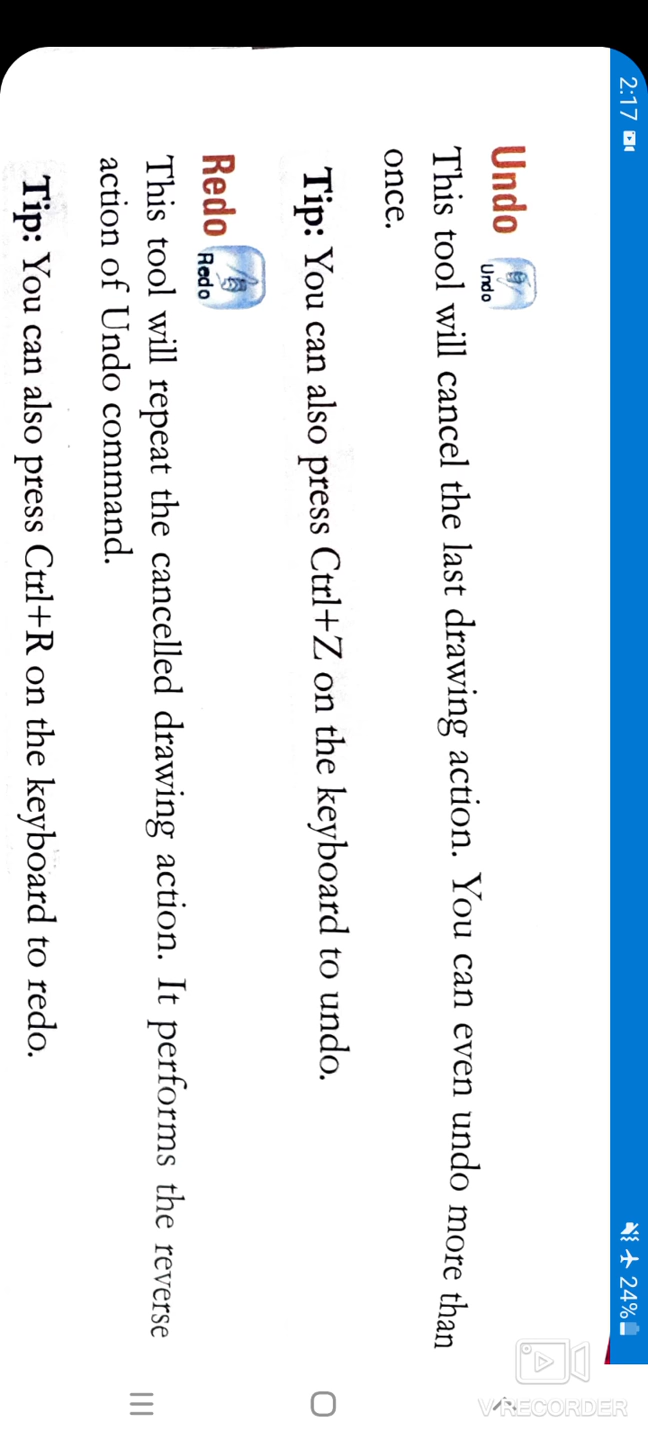 2:17
24%
Undo
Undo
This tool will cancel the last drawing action. You can even undo more than
once.
Tip: You can also press Ctrl+Z on the keyboard to undo.
Redo
Redo
This tool will repeat the cancelled drawing action. It performs the reverse
action of Undo command.
Tip: You can also press Ctrl+R on the keyboard to redo.
V RECORDER